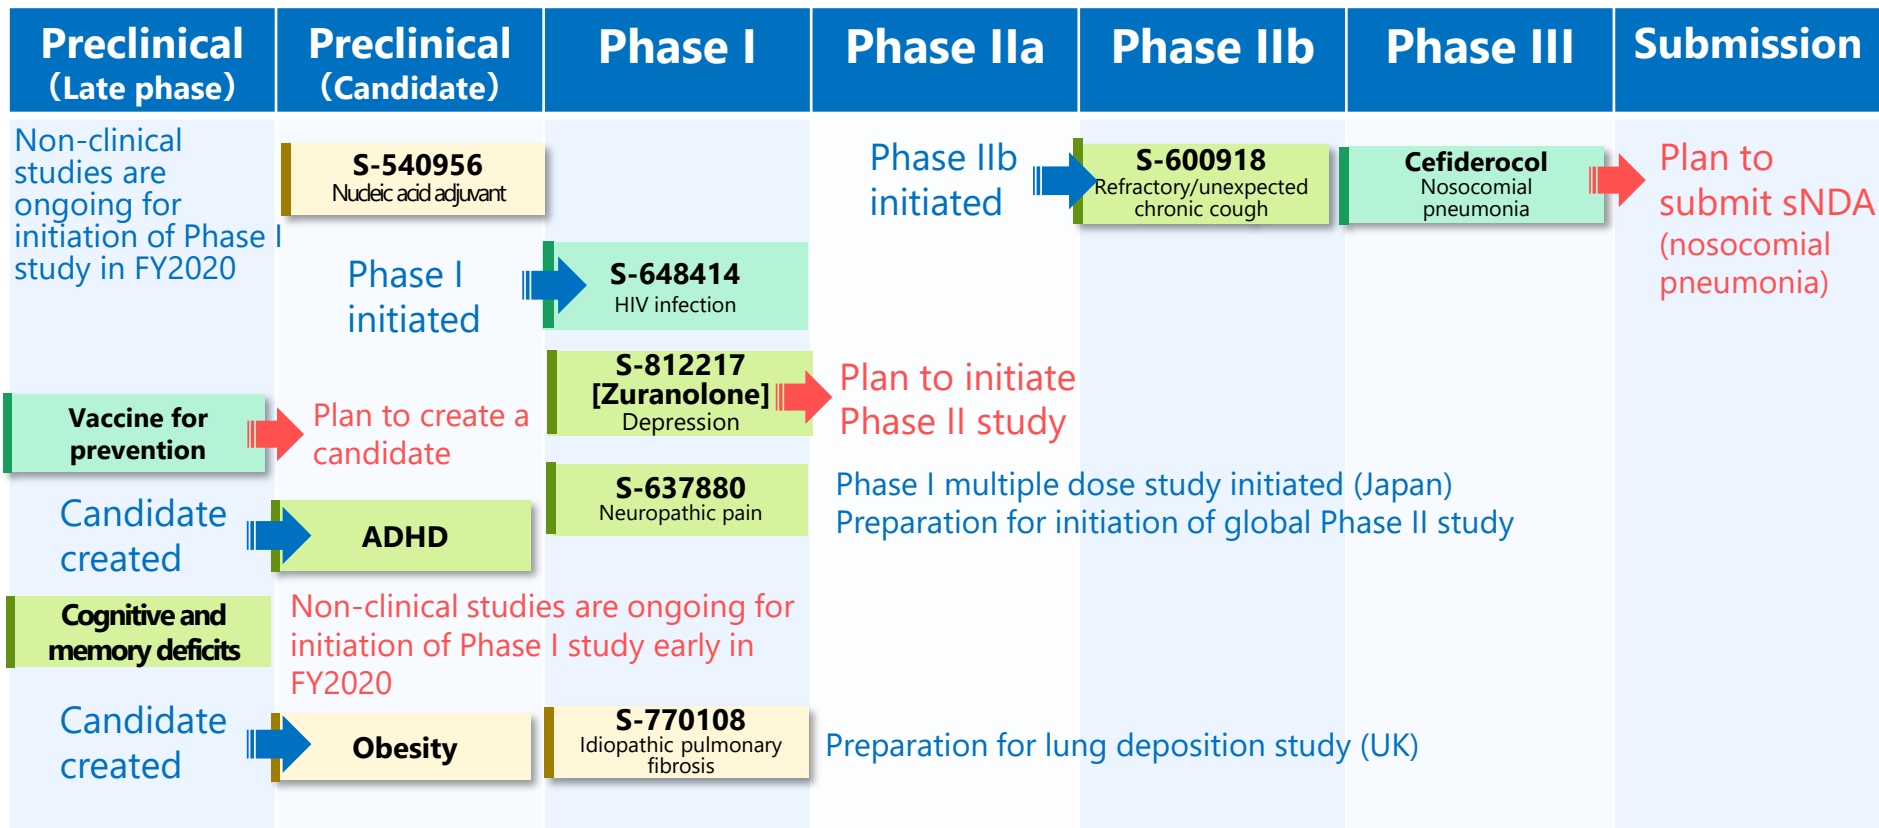 Preclinical
（Late phase）
Preclinical
（Candidate）
Phase I
Phase IIa
Phase IIb
Phase III
Submission
Non-clinical
studies are
ongoing for
initiation of Phase I
study in FY2020
S-540956
Nucleic acid adjuvant
Phase IIb
initiated
S-600918
Refractory/unexpected
chronic cough
Cefiderocol
Nosocomial
pneumonia
Plan to
submit sNDA
(nosocomial
pneumonia)
Phase I
initiated
S-648414
HIV infection
S-812217
[Zuranolone]
Depression
Plan to initiate
Phase II study
Vaccine for
prevention
Plan to create a
candidate
S-637880
Neuropathic pain
Phase I multiple dose study initiated (Japan)
Preparation for initiation of global Phase II study
Candidate
created
ADHD
Cognitive and
memory deficits
Non-clinical studies are ongoing for
initiation of Phase I study early in
FY2020
Candidate
created
Obesity
S-770108
Idiopathic pulmonary
fibrosis
Preparation for lung deposition study (UK)